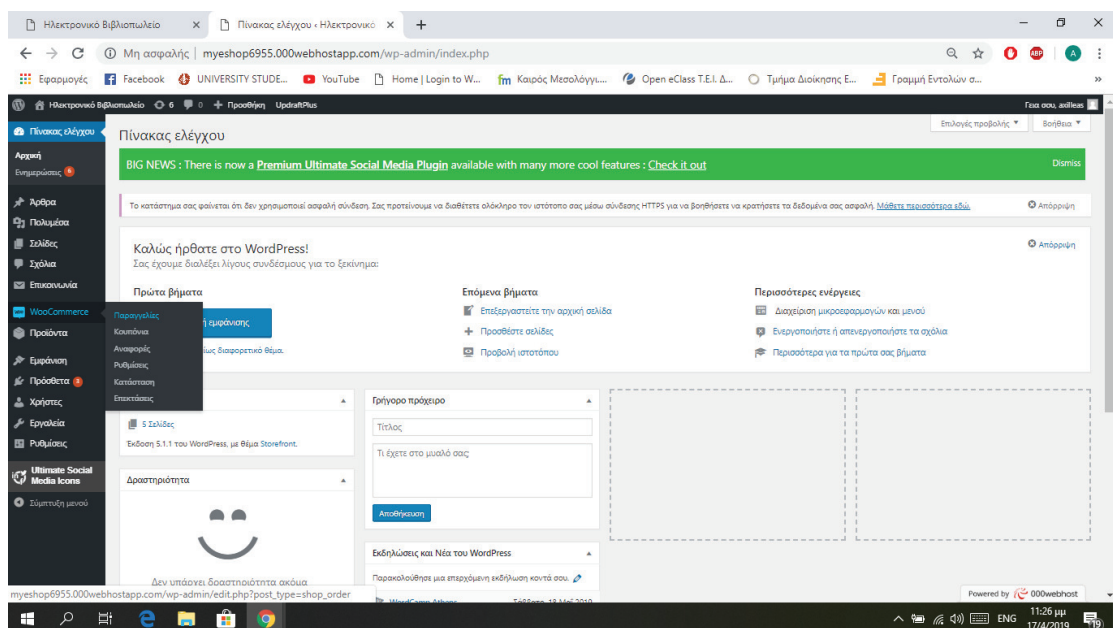 Ηλεκτρονικό Βιβλιοπωλείο
Πίνακας ελέγχου ‹ Ηλεκτρονικό
Μη ασφαλής | myeshop6955.000webhostapp.com/wp-admin/index.php
Εφαρμογές Facebook UNIVERSITY STUDE... YouTube Home | Login to W... fm Καιρός Μεσολόγγι,... Open eClass Τ.Ε.Ι. Δ... Τμήμα Διοίκησης Ε... Γραμμή Εντολών σ... »
Ηλεκτρονικό Βιβλιοπωλείο 6 0 Προσθήκη UpdraftPlus Γεια σου, axilleas
Πίνακας ελέγχου
Αρχική
Ενημερώσεις 6
Άρθρα
Πολυμέσα
Σελίδες
Σχόλια
Επικοινωνία
WooCommerce
Προϊόντα
Εμφάνιση
Πρόσθετα 3
Χρήστες
Εργαλεία
Ρυθμίσεις
Ultimate Social
Media Icons
Σύμπτυξη μενού
Παραγγελίες
Κουπόνια
Αναφορές
Ρυθμίσεις
Κατάσταση
Επεκτάσεις
Επιλογές προβολής Βοήθεια
Πίνακας ελέγχου
BIG NEWS : There is now a Premium Ultimate Social Media Plugin available with many more cool features : Check it out Dismiss
Το κατάστημα σας φαίνεται ότι δεν χρησιμοποιεί ασφαλή σύνδεση. Σας προτείνουμε να διαθέτετε ολόκληρο τον ιστότοπο σας μέσω σύνδεσης HTTPS για να βοηθήσετε να κρατήσετε τα δεδομένα σας ασφαλή. Μάθετε περισσότερα εδώ. Απόρριψη
Καλώς ήρθατε στο WordPress! Απόρριψη
Σας έχουμε διαλέξει λίγους συνδέσμους για το ξεκίνημα:
Πρώτα βήματα
εμφάνισης
διαφορετικό θέμα.
Επόμενα βήματα
Επεξεργαστείτε την αρχική σελίδα
Προσθέστε σελίδες
Προβολή ιστοτόπου
Περισσότερες ενέργειες
Διαχείριση μικροεφαρμογών και μενού
Ενεργοποιήστε ή απενεργοποιήστε τα σχόλια
Περισσότερα για τα πρώτα σας βήματα
5 Σελίδες
Έκδοση 5.1.1 του WordPress, με θέμα Storefront.
Δραστηριότητα
Δεν υπάρχει δραστηριότητα ακόμα
Γρήγορο πρόχειρο
Τίτλος
Τι έχετε στο μυαλό σας;
Αποθήκευση
Εκδηλώσεις και Νέα του WordPress
Παρακολούθησε μια επερχόμενη εκδήλωση κοντά σου.
WordCamp Athens Σάββατο, 18 Μαΐ 2019
myeshop6955.000webhostapp.com/wp-admin/edit.php?post_type=shop_order
Powered by 000webhost
ENG 11:26 μμ
17/4/2019
19